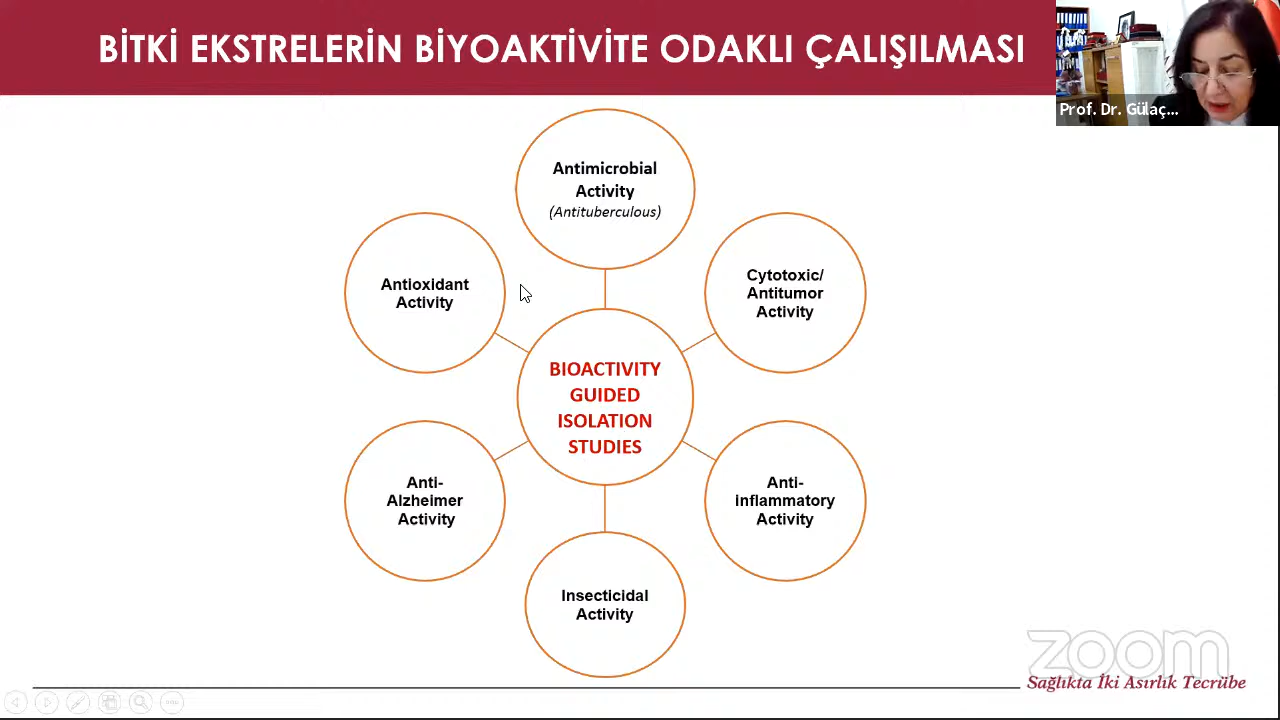 BİTKİ EKSTRELERİN BİYOAKTİVİTE ODAKLI ÇALIŞILMASI
Prof. Dr. Gülaç...
Antimicrobial
Activity
(Antituberculous)
Antioxidant
Activity
Cytotoxic/
Antitumor
Activity
BIOACTIVITY
GUIDED
ISOLATION
STUDIES
Anti-
Alzheimer
Activity
Anti-
inflammatory
Activity
Insecticidal
Activity
zoom
Sağlıkta İki Asırlık Tecrübe